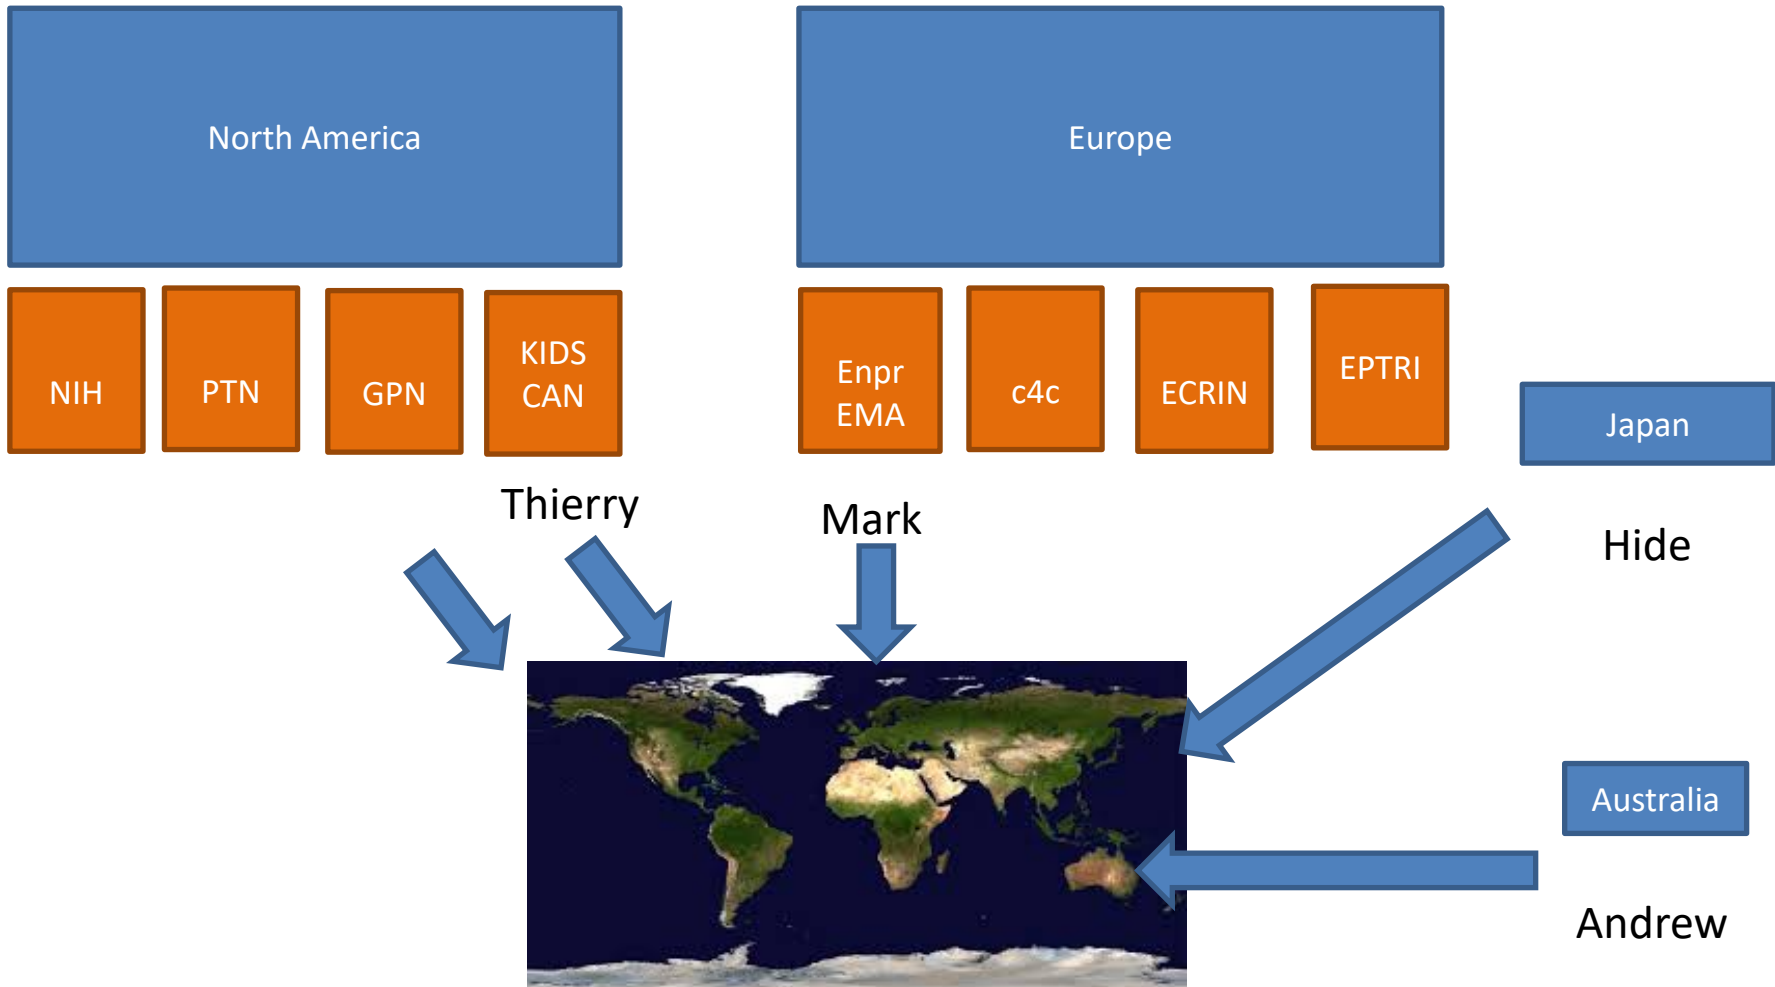 North America
Europe
NIH
PTN
GPN
KIDS
CAN
Enpr
EMA
c4c
ECRIN
EPTRI
Japan
Thierry
Mark
Hide
Australia
Andrew